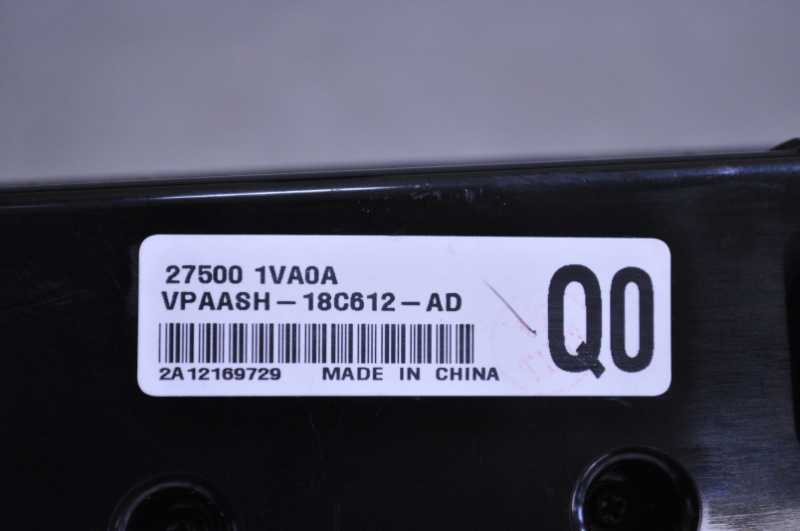 27500 1VA0A
VPAASH-18C612-AD
2A12169729 MADE IN CHINA
Q0